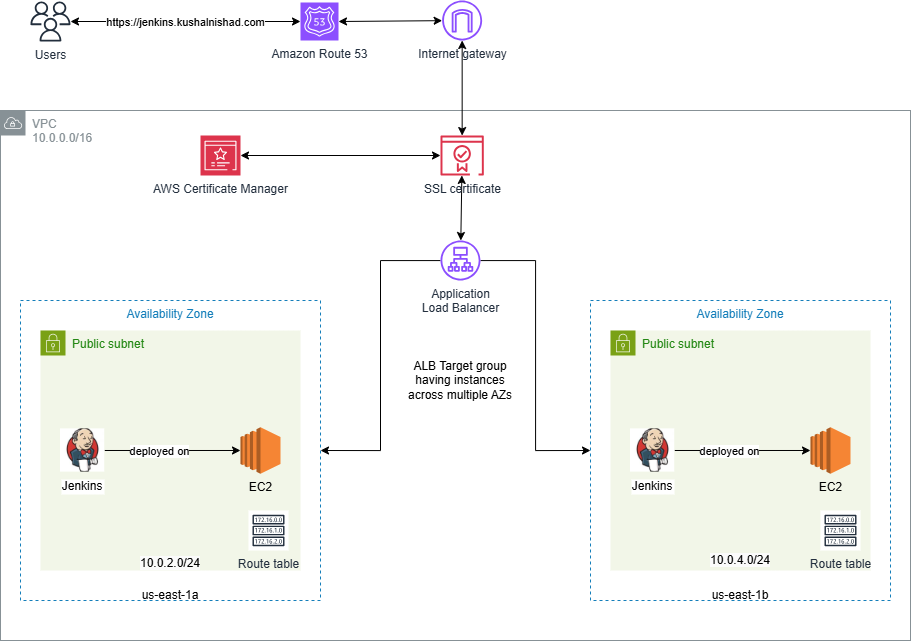 https://jenkins.kushalnishad.com
53
Users
Amazon Route 53
Internet gateway
VPC
10.0.0.0/16
AWS Certificate Manager
SSL certificate
Application
Load Balancer
Availability Zone
Public subnet
ALB Target group
having instances
across multiple AZs
Jenkins
deployed on
EC2
172.16.0.0
172.16.1.0
172.16.2.0
10.0.2.0/24
Route table
us-east-1a
Availability Zone
Public subnet
Jenkins
deployed on
EC2
172.16.0.0
172.16.1.0
172.16.2.0
10.0.4.0/24
Route table
us-east-1b